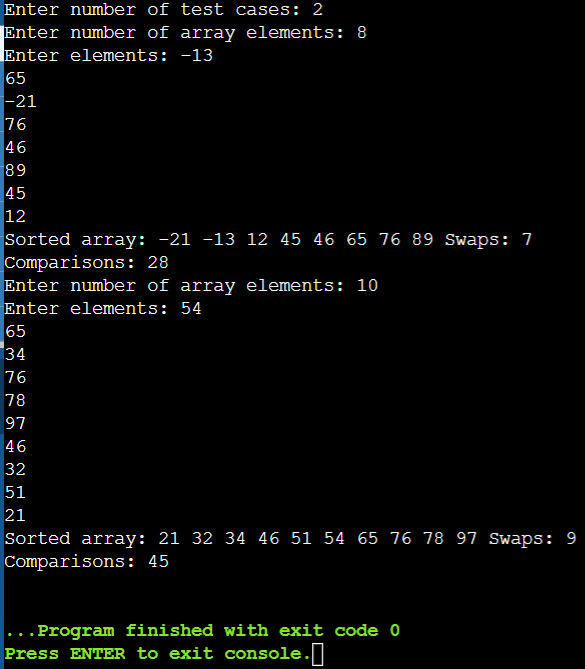 Enter number of test cases: 2
Enter number of array elements: 8
Enter elements: -13
65
-21
76
46
89
45
12
Sorted array: -21 -13 12 45 46 65 76 89 Swaps: 7
Comparisons: 28
Enter number of array elements: 10
Enter elements: 54
65
34
76
78
97
46
32
51
21
Sorted array: 21 32 34 46 51 54 65 76 78 97 Swaps: 9
Comparisons: 45
...Program finished with exit code 0
Press ENTER to exit console.